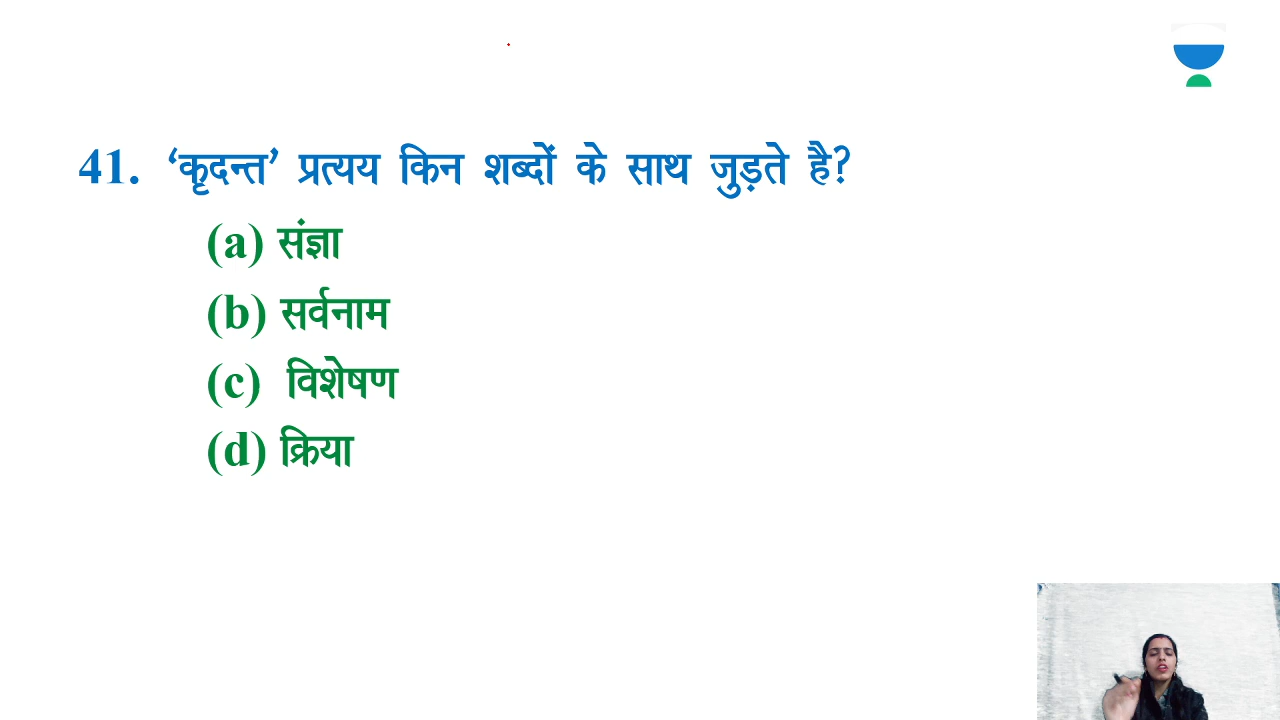 41. ‘कृदन्त’ प्रत्यय किन शब्दों के साथ जुड़ते है?
(a) संज्ञा
(b) सर्वनाम
(c) विशेषण
(d) क्रिया